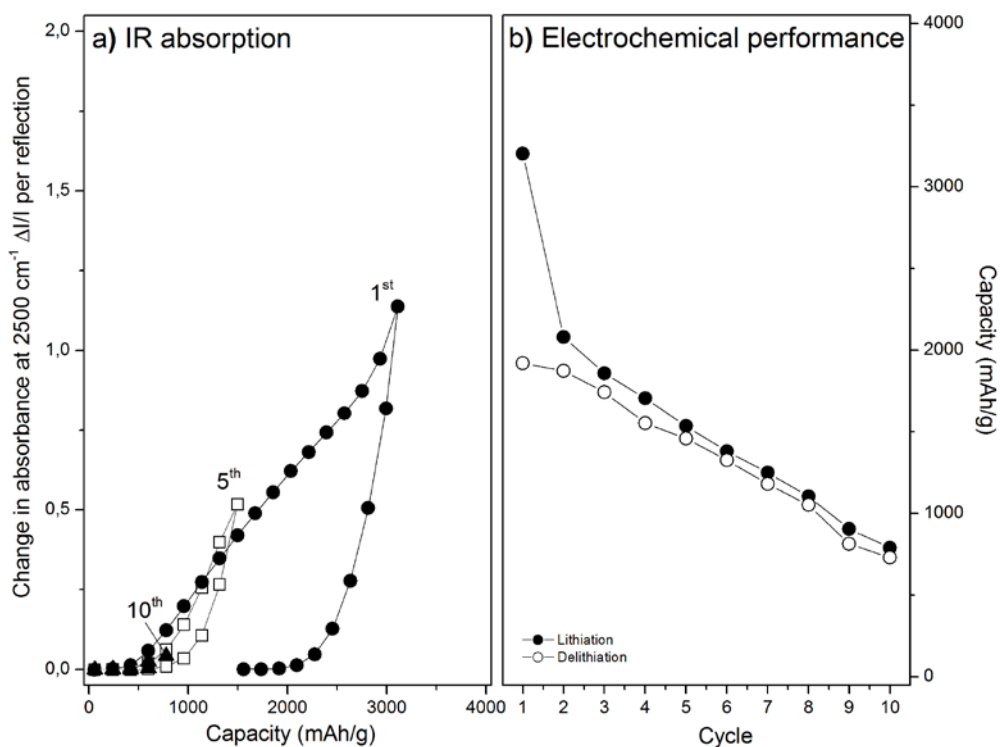 a) IR absorption
2,0
1,5
1,0
0,5
0,0
Change in absorbance at 2500 cm⁻¹ ΔI/I per reflection
1ˢᵗ
5ᵗʰ
10ᵗʰ
0 1000 2000 3000 4000
Capacity (mAh/g)
b) Electrochemical performance
4000
3000
2000
1000
0
Capacity (mAh/g)
Lithiation
Delithiation
1 2 3 4 5 6 7 8 9 10
Cycle